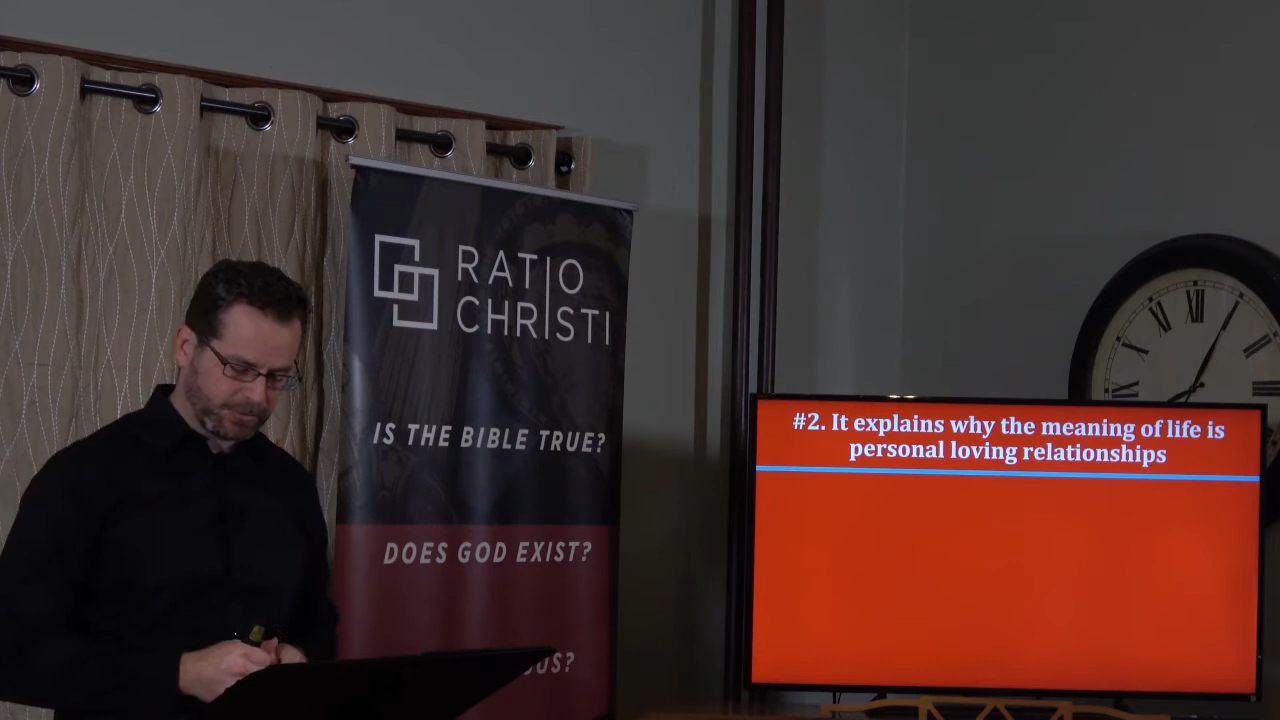 RATIO
CHRISTI
IS THE BIBLE TRUE?
DOES GOD EXIST?
#2. It explains why the meaning of life is
personal loving relationships
XII